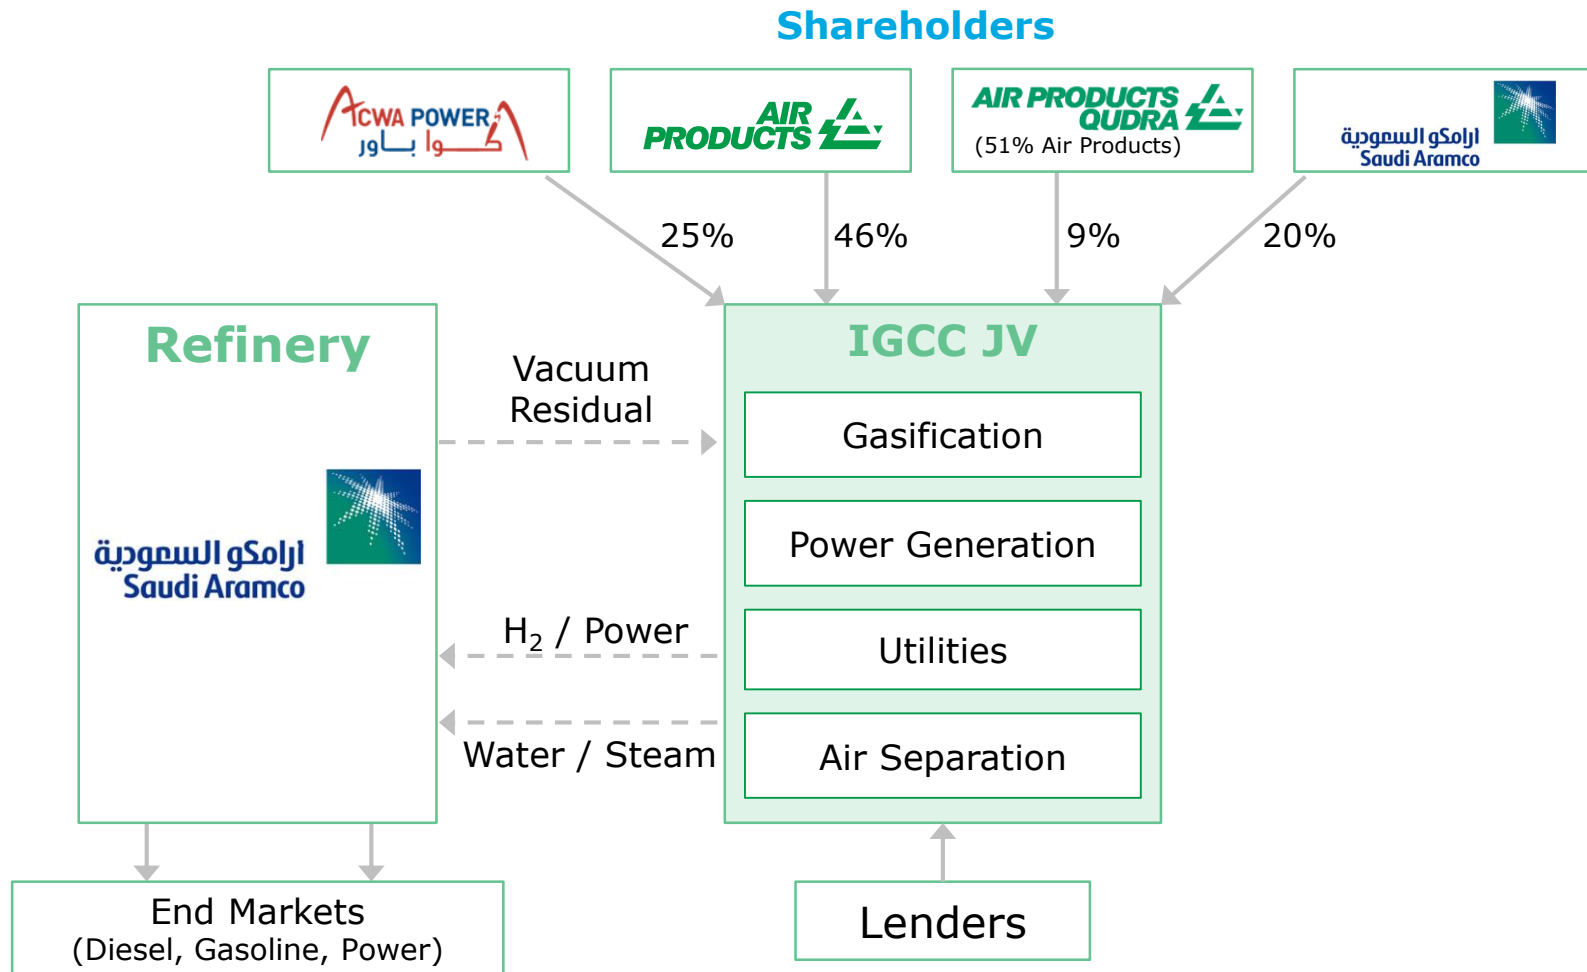 Shareholders
ACWA POWER
أكوا باور
AIR
PRODUCTS
AIR PRODUCTS
QUDRA
(51% Air Products)
أرامكو السعودية
Saudi Aramco
25%
46%
9%
20%
Refinery
أرامكو السعودية
Saudi Aramco
Vacuum
Residual
H₂ / Power
Water / Steam
IGCC JV
Gasification
Power Generation
Utilities
Air Separation
End Markets
(Diesel, Gasoline, Power)
Lenders